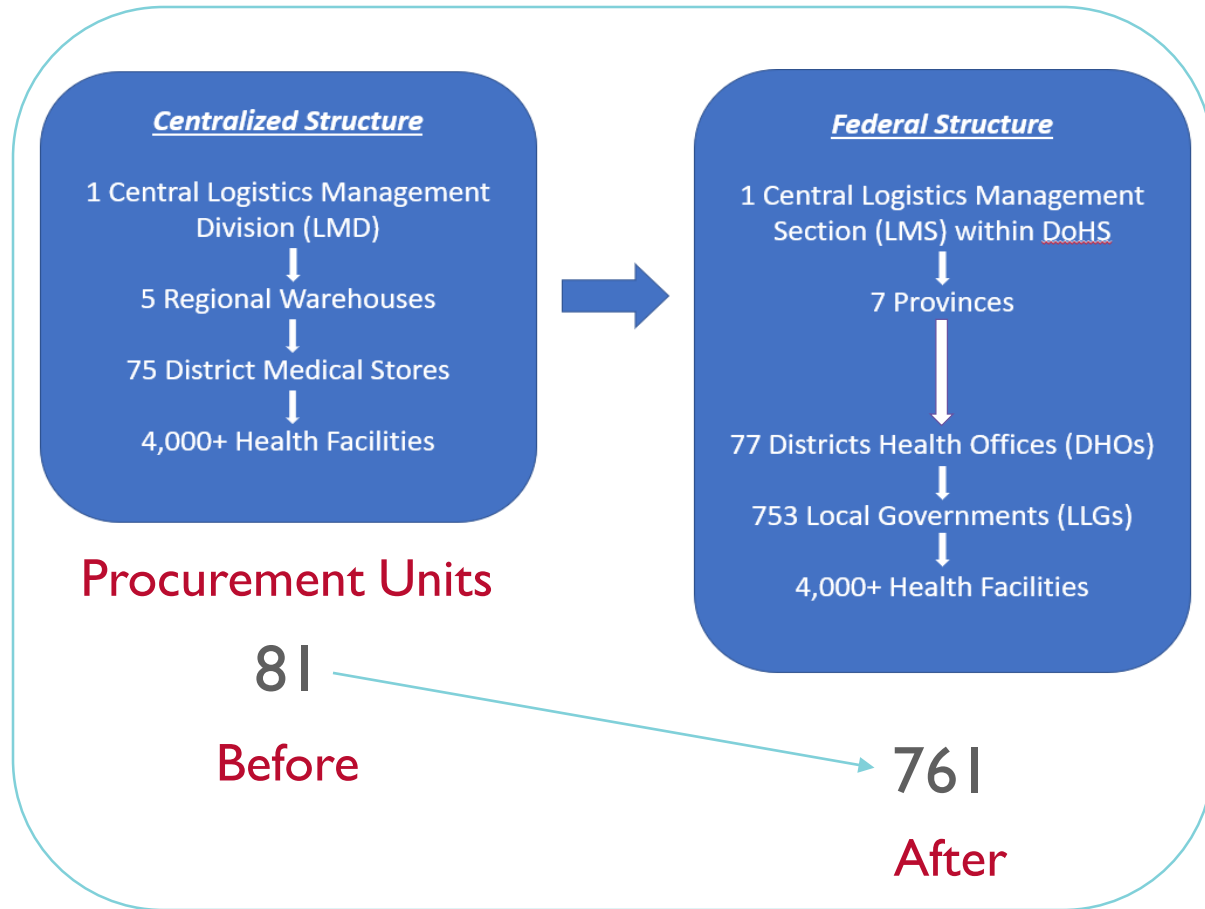 Centralized Structure
1 Central Logistics Management
Division (LMD)
5 Regional Warehouses
75 District Medical Stores
4,000+ Health Facilities
Federal Structure
1 Central Logistics Management
Section (LMS) within DoHS
7 Provinces
77 Districts Health Offices (DHOs)
753 Local Governments (LLGs)
4,000+ Health Facilities
Procurement Units
81
Before
761
After